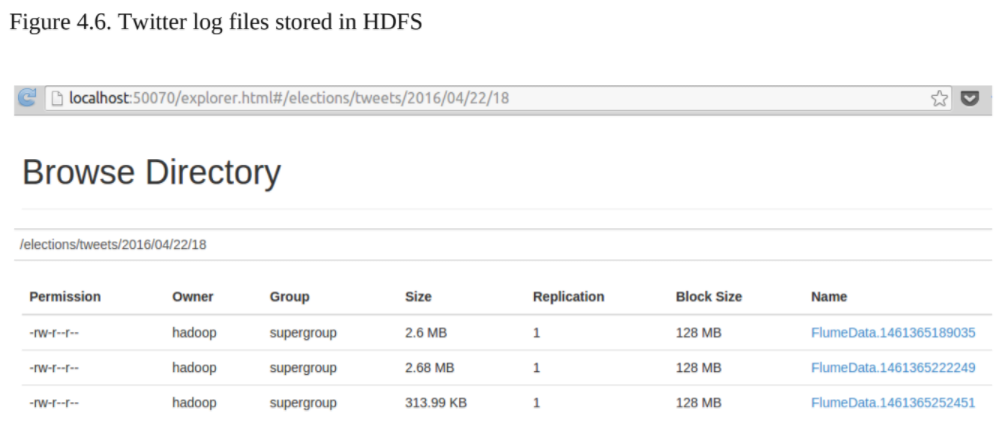 Figure 4.6. Twitter log files stored in HDFS
localhost:50070/explorer.html#/elections/tweets/2016/04/22/18
Browse Directory
/elections/tweets/2016/04/22/18
Permission Owner Group Size Replication Block Size Name
-rw-r--r-- hadoop supergroup 2.6 MB 1 128 MB FlumeData.1461365189035
-rw-r--r-- hadoop supergroup 2.68 MB 1 128 MB FlumeData.1461365222249
-rw-r--r-- hadoop supergroup 313.99 KB 1 128 MB FlumeData.1461365252451